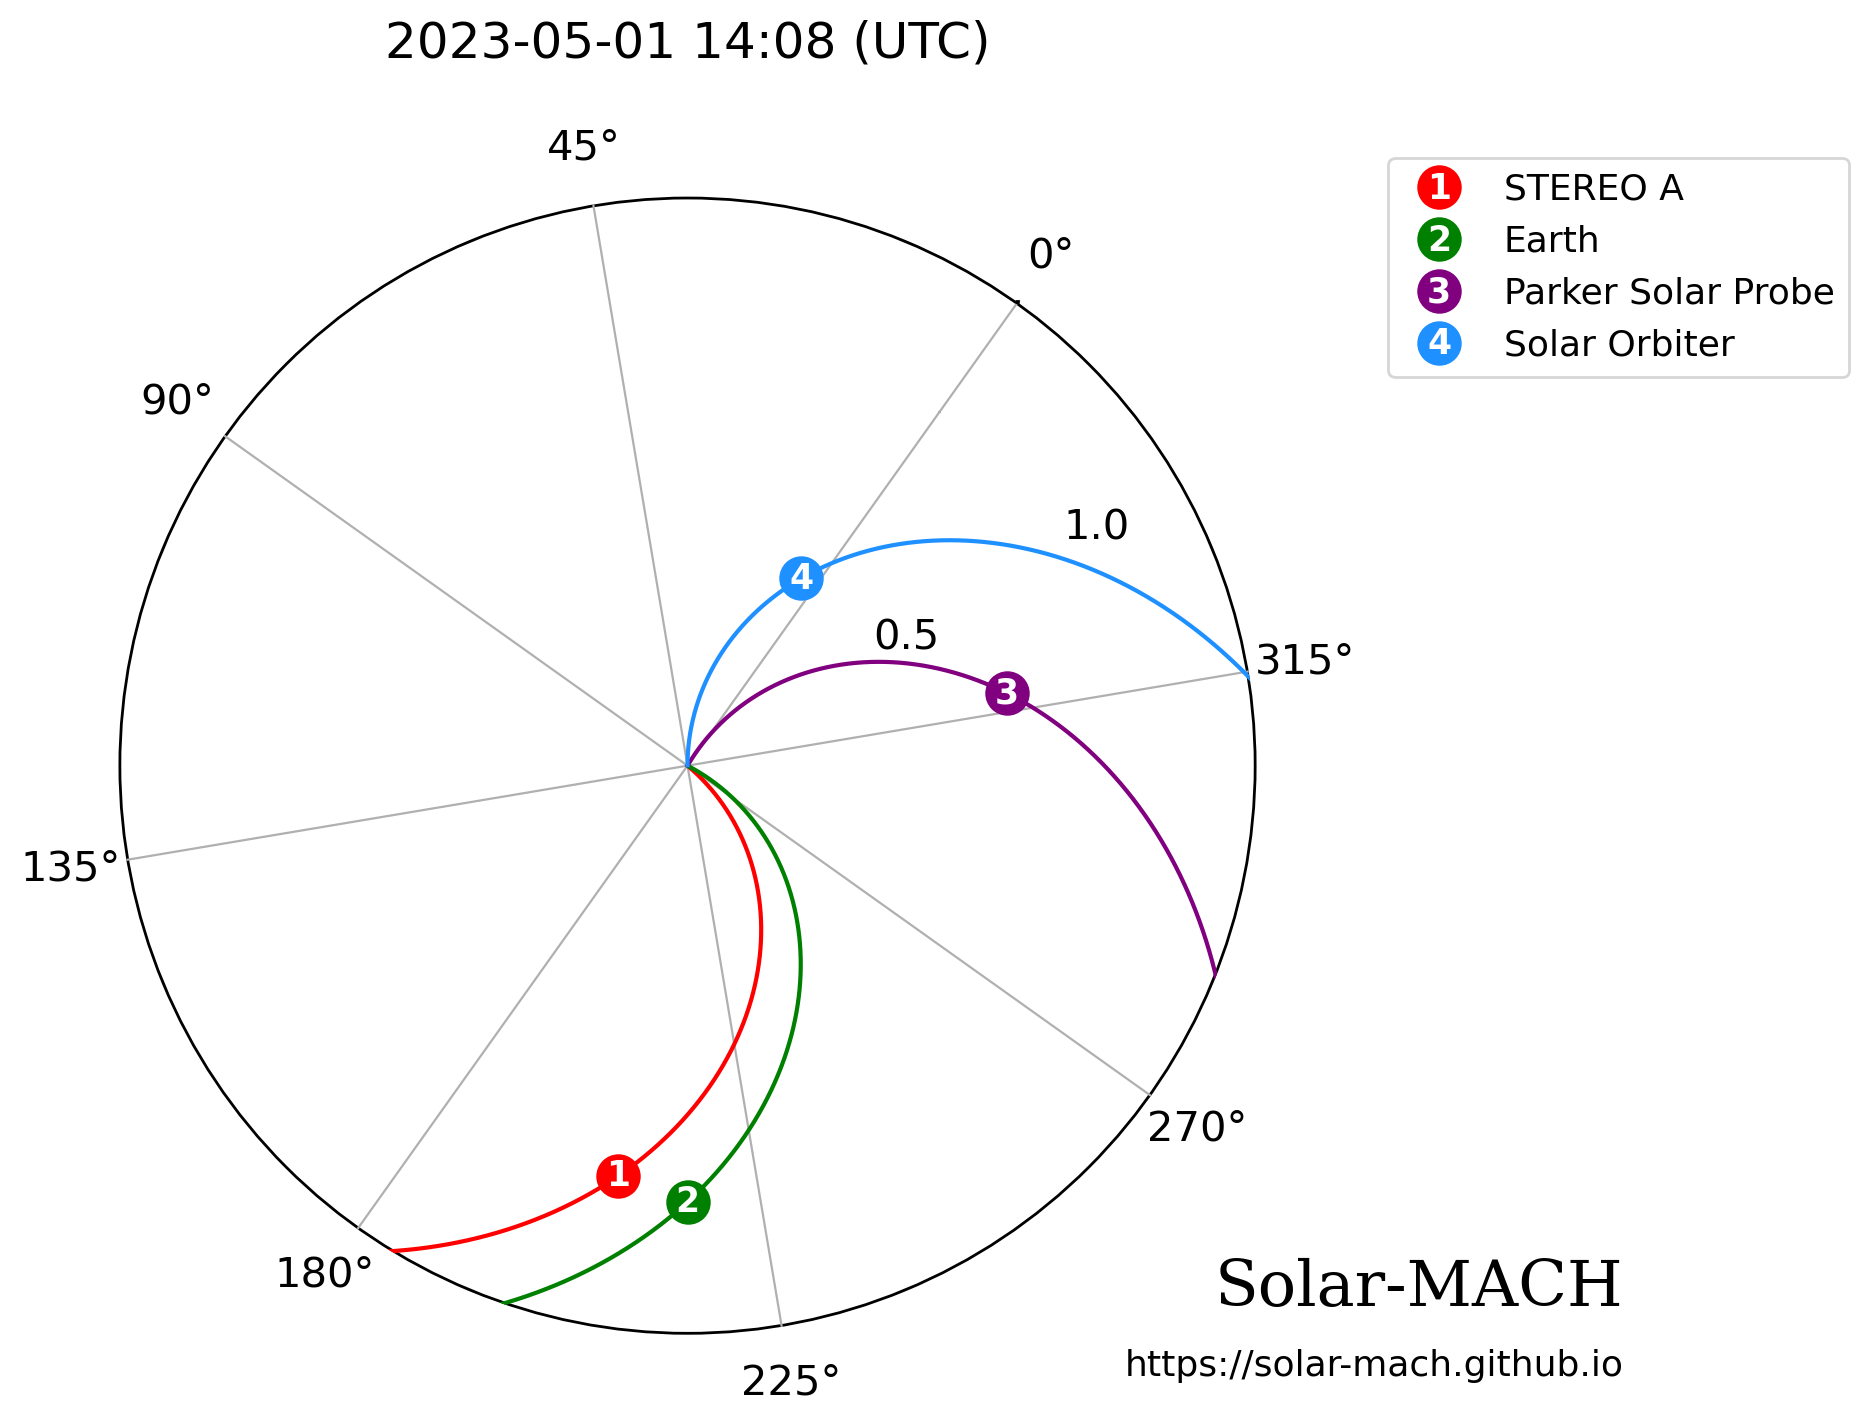 2023-05-01 14:08 (UTC)
45°
0°
1 STEREO A
2 Earth
3 Parker Solar Probe
4 Solar Orbiter
90°
1.0
4
0.5
315°
3
135°
270°
1
2
180°
225°
Solar-MACH
https://solar-mach.github.io